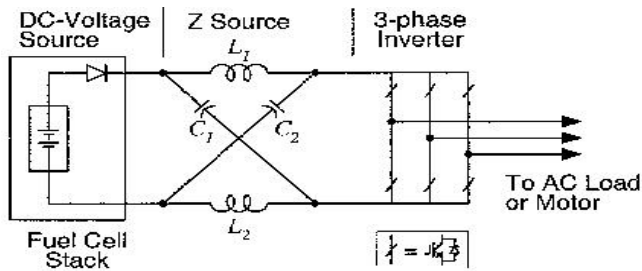 DC-Voltage
Source
Z Source
3-phase
Inverter
L1
C1
C2
L2
To AC Load
or Motor
Fuel Cell
Stack
=